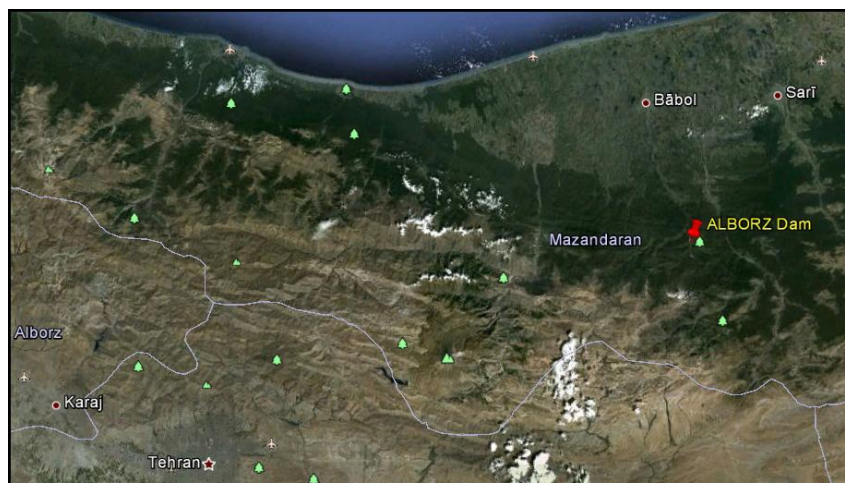 Bābol
Sarī
ALBORZ Dam
Mazandaran
Alborz
Karaj
Tehran